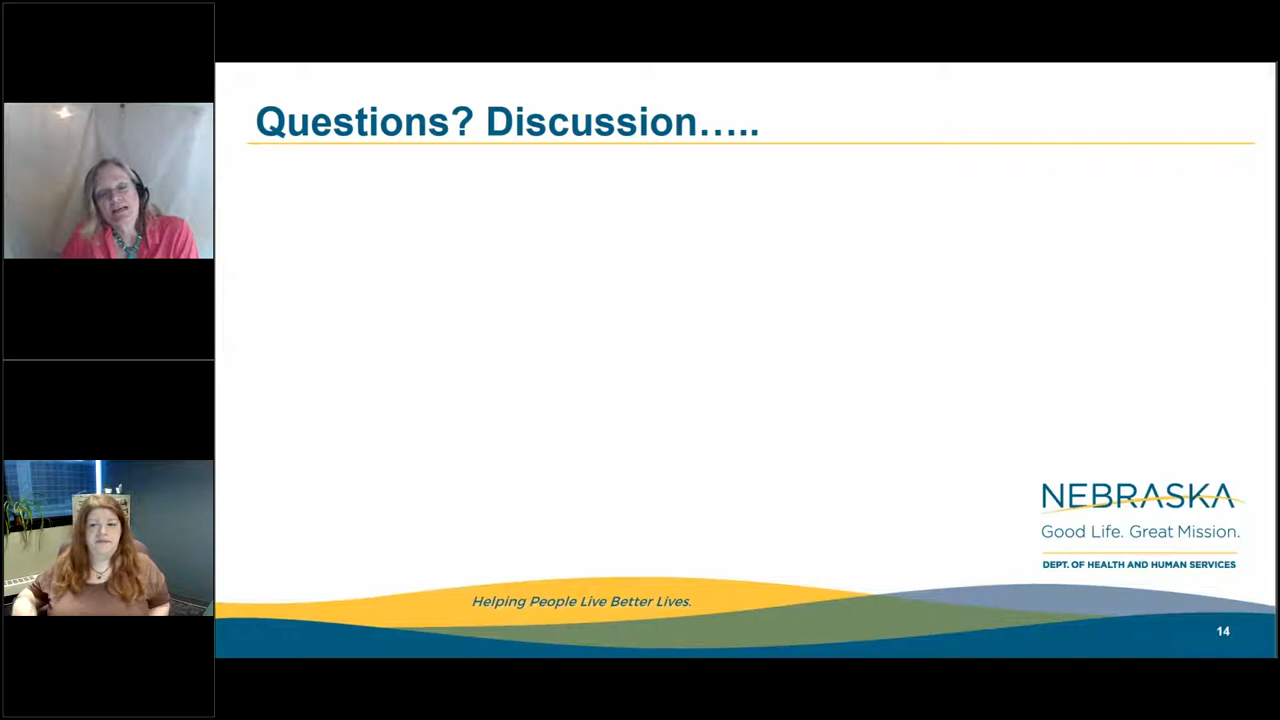 Questions? Discussion…..
NEBRASKA
Good Life. Great Mission.
DEPT. OF HEALTH AND HUMAN SERVICES
Helping People Live Better Lives.
14